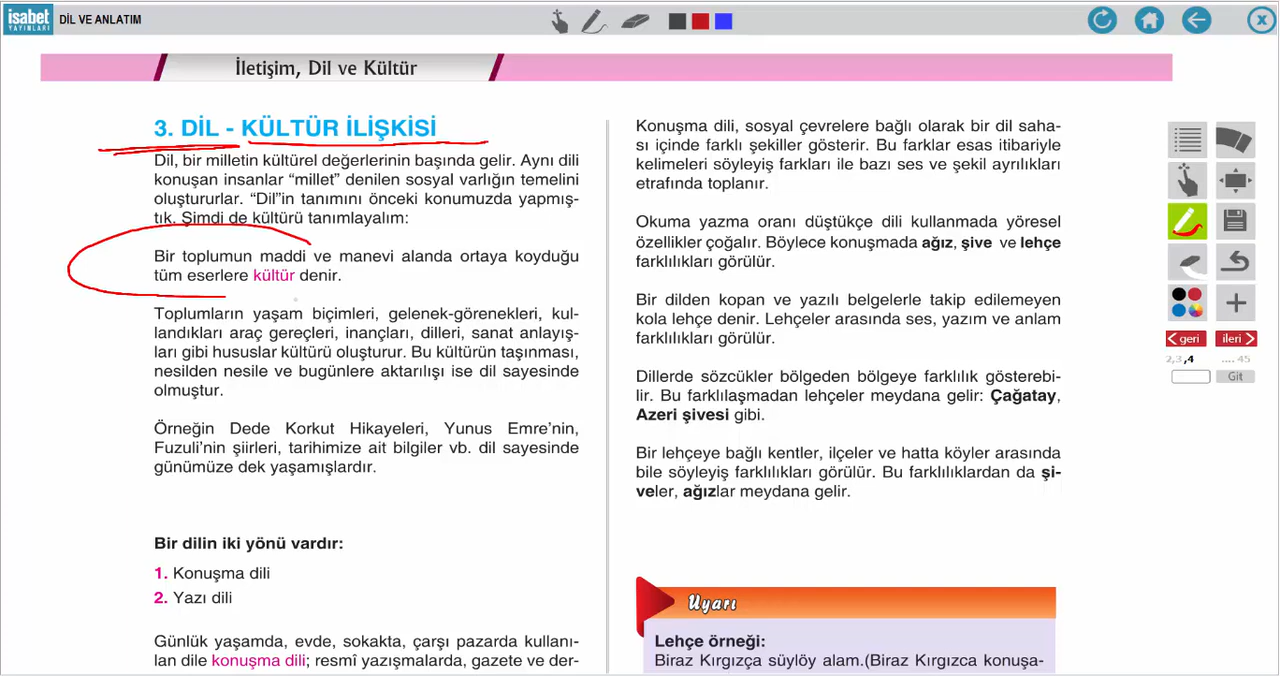 isabet
YAYINLARI
DİL VE ANLATIM
İletişim, Dil ve Kültür
3. DİL - KÜLTÜR İLİŞKİSİ
Dil, bir milletin kültürel değerlerinin başında gelir. Aynı dili
konuşan insanlar “millet” denilen sosyal varlığın temelini
oluştururlar. “Dil”in tanımını önceki konumuzda yapmış-
tık. Şimdi de kültürü tanımlayalım:
Bir toplumun maddi ve manevi alanda ortaya koyduğu
tüm eserlere kültür denir.
Toplumların yaşam biçimleri, gelenek-görenekleri, kul-
landıkları araç gereçleri, inançları, dilleri, sanat anlayış-
ları gibi hususlar kültürü oluşturur. Bu kültürün taşınması,
nesilden nesile ve bugünlere aktarılışı ise dil sayesinde
olmuştur.
Örneğin Dede Korkut Hikayeleri, Yunus Emre’nin,
Fuzuli’nin şiirleri, tarihimize ait bilgiler vb. dil sayesinde
günümüze dek yaşamışlardır.
Bir dilin iki yönü vardır:
1. Konuşma dili
2. Yazı dili
Günlük yaşamda, evde, sokakta, çarşı pazarda kullanı-
lan dile konuşma dili; resmî yazışmalarda, gazete ve der-
Konuşma dili, sosyal çevrelere bağlı olarak bir dil saha-
sı içinde farklı şekiller gösterir. Bu farklar esas itibariyle
kelimeleri söyleyiş farkları ile bazı ses ve şekil ayrılıkları
etrafında toplanır.
Okuma yazma oranı düştükçe dili kullanmada yöresel
özellikler çoğalır. Böylece konuşmada ağız, şive ve lehçe
farklılıkları görülür.
Bir dilden kopan ve yazılı belgelerle takip edilemeyen
kola lehçe denir. Lehçeler arasında ses, yazım ve anlam
farklılıkları görülür.
Dillerde sözcükler bölgeden bölgeye farklılık gösterebi-
lir. Bu farklılaşmadan lehçeler meydana gelir: Çağatay,
Azeri şivesi gibi.
Bir lehçeye bağlı kentler, ilçeler ve hatta köyler arasında
bile söyleyiş farklılıkları görülür. Bu farklılıklardan da şi-
veler, ağızlar meydana gelir.
Uyarı
Lehçe örneği:
Biraz Kırgızça süylöy alam.(Biraz Kırgızca konuşa-
geri
ileri
2,3,4
.... 45
Git